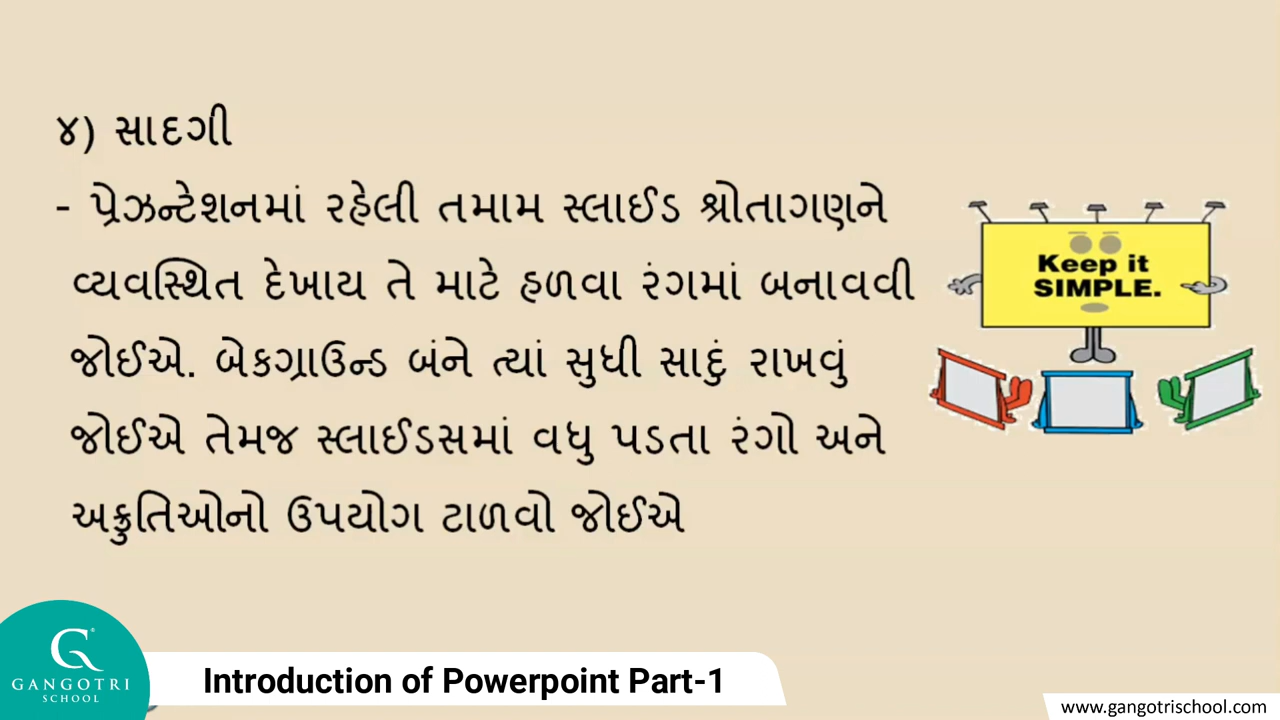 ૪) સાદગી
- પ્રેઝન્ટેશનમાં રહેલી તમામ સ્લાઈડ શ્રોતાગણને
વ્યવસ્થિત દેખાય તે માટે હળવા રંગમાં બનાવવી
જોઈએ. બેકગ્રાઉન્ડ બંને ત્યાં સુધી સાદું રાખવું
જોઈએ તેમજ સ્લાઈડસમાં વધુ પડતા રંગો અને
અક્રુતિઓનો ઉપયોગ ટાળવો જોઈએ
Keep it
SIMPLE.
GANGOTRI
SCHOOL
Introduction of Powerpoint Part-1
www.gangotrischool.com